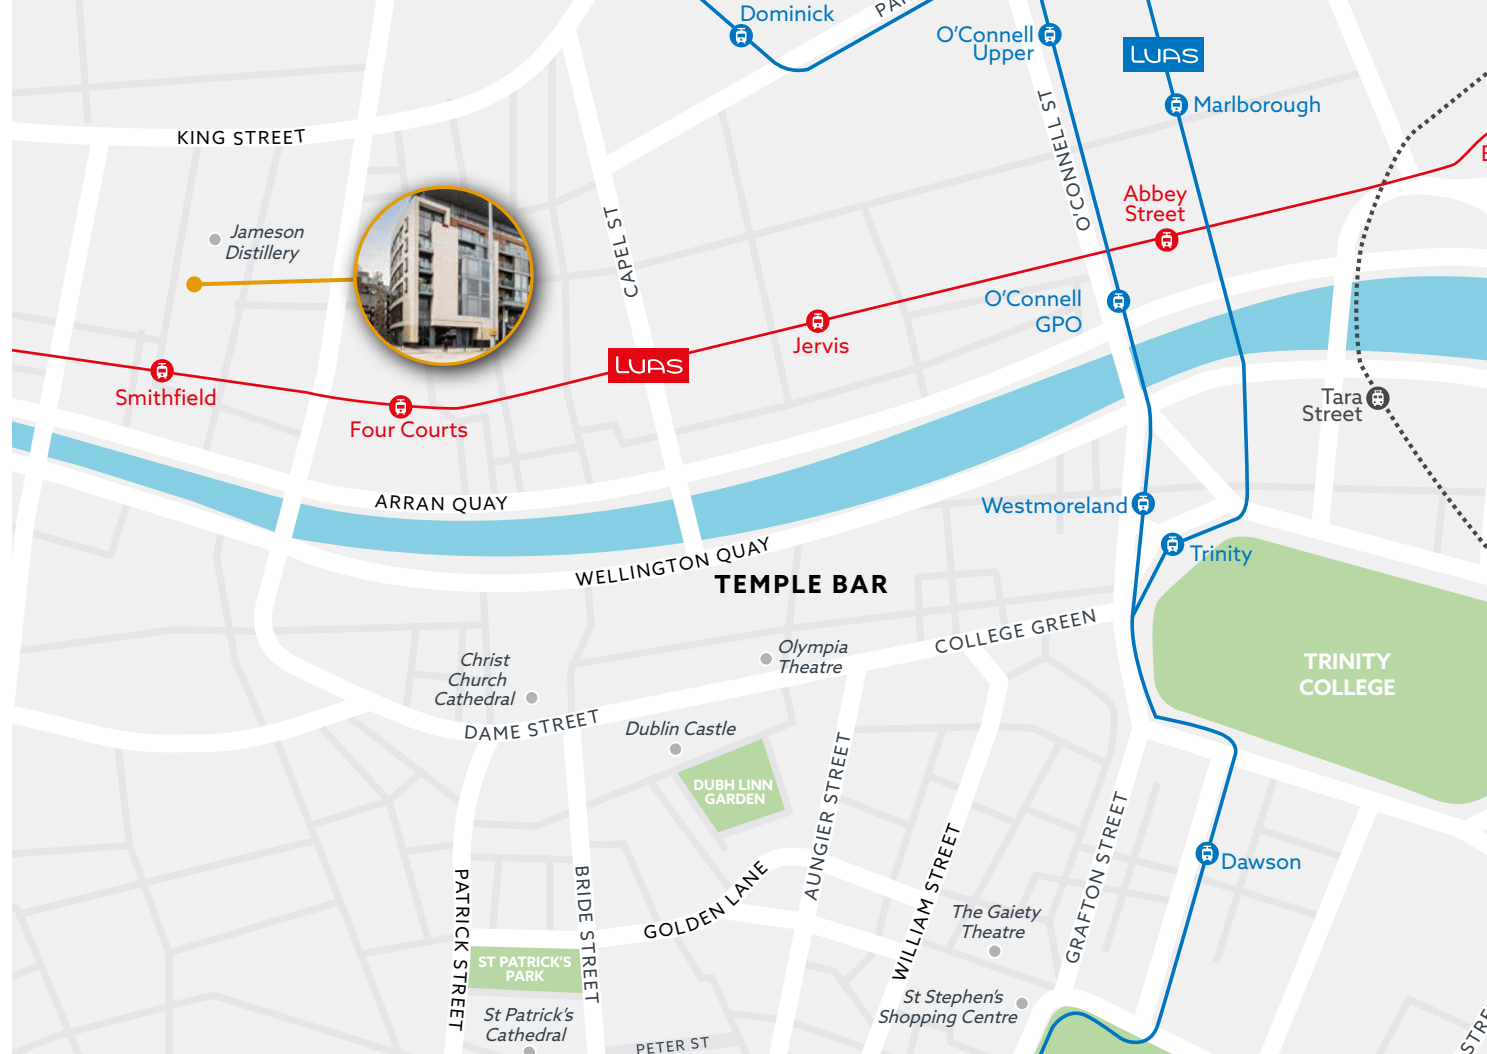 Dominick
PAR
O'Connell
Upper
LUAS
Marlborough
O'CONNELL ST
KING STREET
Jameson
Distillery
CAPEL ST
Abbey
Street
O'Connell
GPO
Jervis
LUAS
Smithfield
Four Courts
Tara
Street
ARRAN QUAY
Westmoreland
Trinity
WELLINGTON QUAY
TEMPLE BAR
COLLEGE GREEN
Olympia
Theatre
TRINITY
COLLEGE
Christ
Church
Cathedral
DAME STREET
Dublin Castle
DUBH LINN
GARDEN
AUNGIER STREET
GRAFTON STREET
Dawson
WILLIAM STREET
PATRICK STREET
BRIDE STREET
GOLDEN LANE
The Gaiety
Theatre
ST PATRICK'S
PARK
St Stephen's
Shopping Centre
St Patrick's
Cathedral
PETER ST
STRE